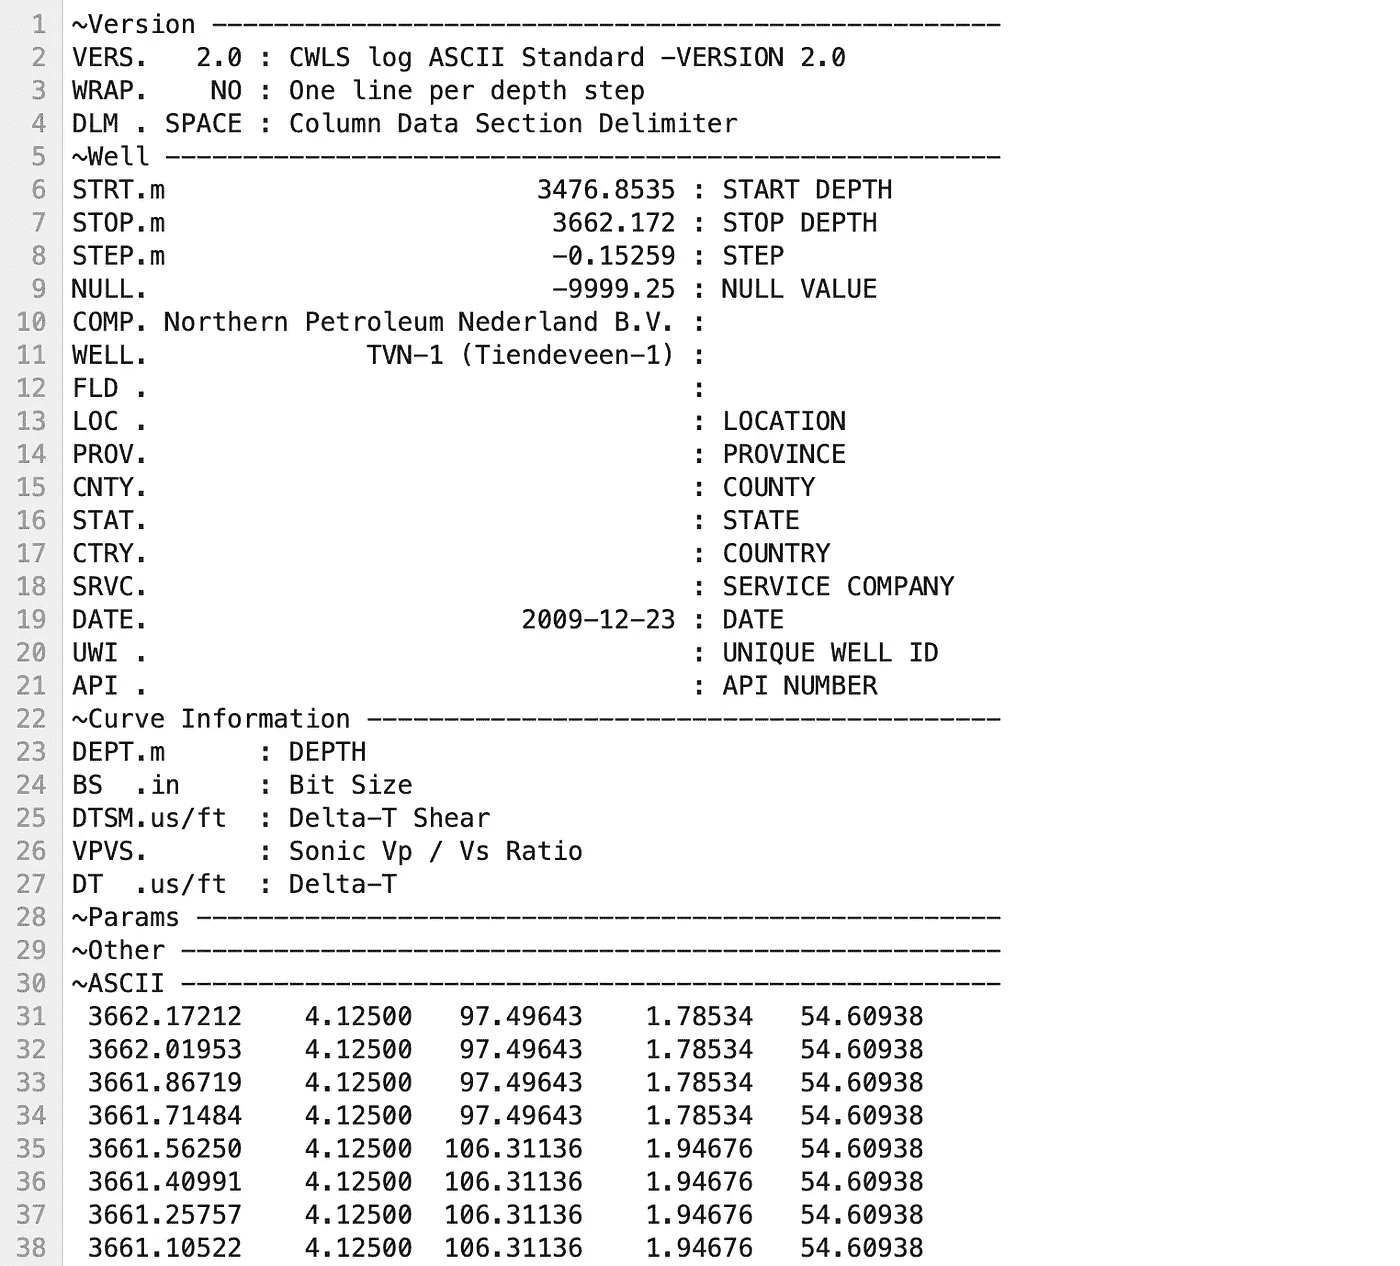 1 ~Version ---------------------------------------------------
2 VERS.   2.0 : CWLS log ASCII Standard -VERSION 2.0
3 WRAP.    NO : One line per depth step
4 DLM . SPACE : Column Data Section Delimiter
5 ~Well ------------------------------------------------------
6 STRT.m                        3476.8535 : START DEPTH
7 STOP.m                         3662.172 : STOP DEPTH
8 STEP.m                         -0.15259 : STEP
9 NULL.                          -9999.25 : NULL VALUE
10 COMP. Northern Petroleum Nederland B.V. :
11 WELL.              TVN-1 (Tiendeveen-1) :
12 FLD .                                   :
13 LOC .                                   : LOCATION
14 PROV.                                   : PROVINCE
15 CNTY.                                   : COUNTY
16 STAT.                                   : STATE
17 CTRY.                                   : COUNTRY
18 SRVC.                                   : SERVICE COMPANY
19 DATE.                        2009-12-23 : DATE
20 UWI .                                   : UNIQUE WELL ID
21 API .                                   : API NUMBER
22 ~Curve Information -----------------------------------------
23 DEPT.m      : DEPTH
24 BS  .in     : Bit Size
25 DTSM.us/ft  : Delta-T Shear
26 VPVS.       : Sonic Vp / Vs Ratio
27 DT  .us/ft  : Delta-T
28 ~Params ----------------------------------------------------
29 ~Other -----------------------------------------------------
30 ~ASCII -----------------------------------------------------
31  3662.17212    4.12500   97.49643    1.78534   54.60938
32  3662.01953    4.12500   97.49643    1.78534   54.60938
33  3661.86719    4.12500   97.49643    1.78534   54.60938
34  3661.71484    4.12500   97.49643    1.78534   54.60938
35  3661.56250    4.12500  106.31136    1.94676   54.60938
36  3661.40991    4.12500  106.31136    1.94676   54.60938
37  3661.25757    4.12500  106.31136    1.94676   54.60938
38  3661.10522    4.12500  106.31136    1.94676   54.60938